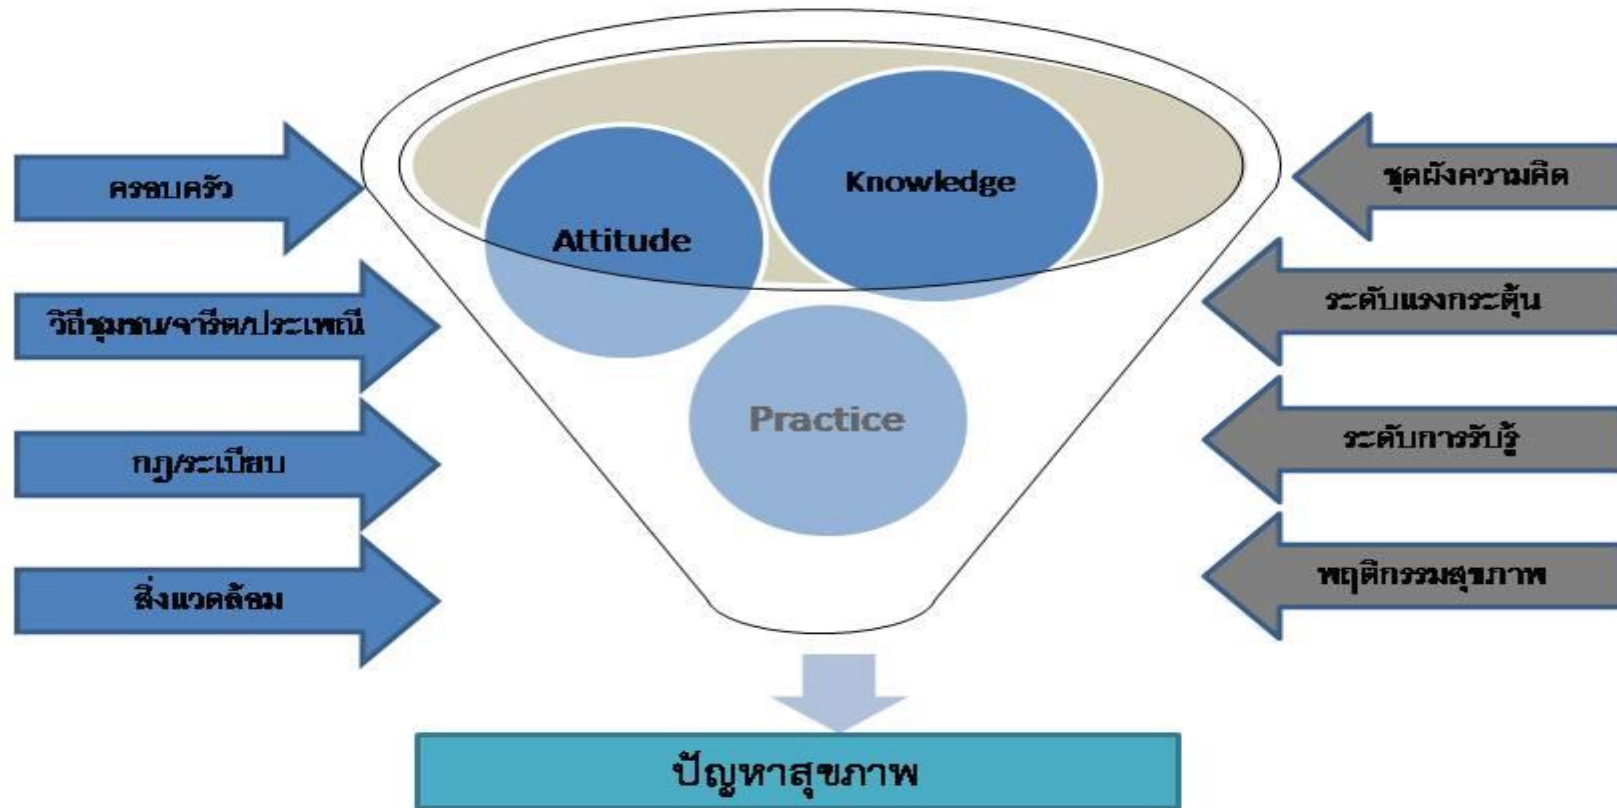 Knowledge
Attitude
Practice
ครอบครัว
วิถีชุมชน/จารีต/ประเพณี
กฎ/ระเบียบ
สิ่งแวดล้อม
ชุดผังความคิด
ระดับแรงกระตุ้น
ระดับการรับรู้
พฤติกรรมสุขภาพ
ปัญหาสุขภาพ